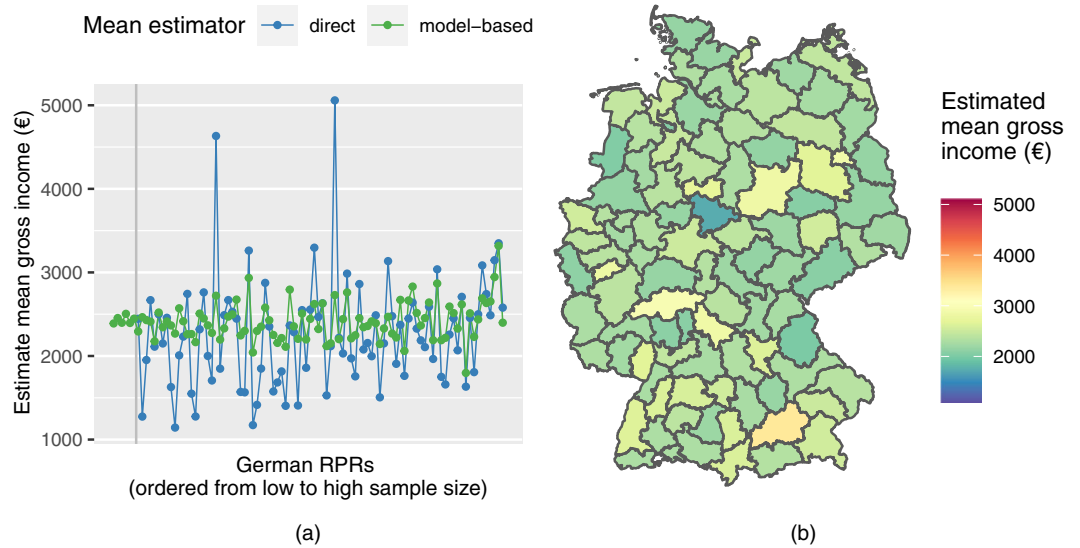 Mean estimator direct model−based
5000
4000
3000
2000
1000
Estimate mean gross income (€)
German RPRs
(ordered from low to high sample size)
(a)
Estimated
mean gross
income (€)
5000
4000
3000
2000
(b)